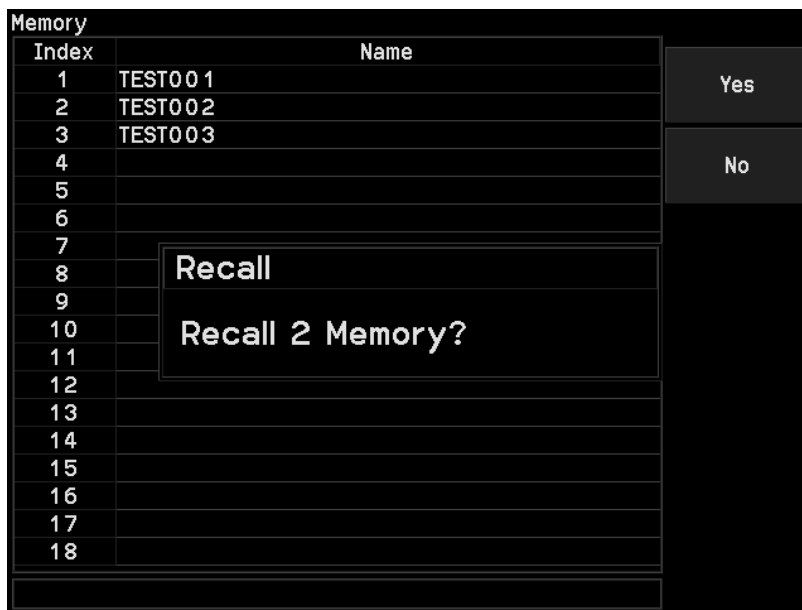 Memory
Index Name
1 TEST001
2 TEST002
3 TEST003
4
5
6
7
8
9
10
11
12
13
14
15
16
17
18
Recall
Recall 2 Memory?
Yes
No